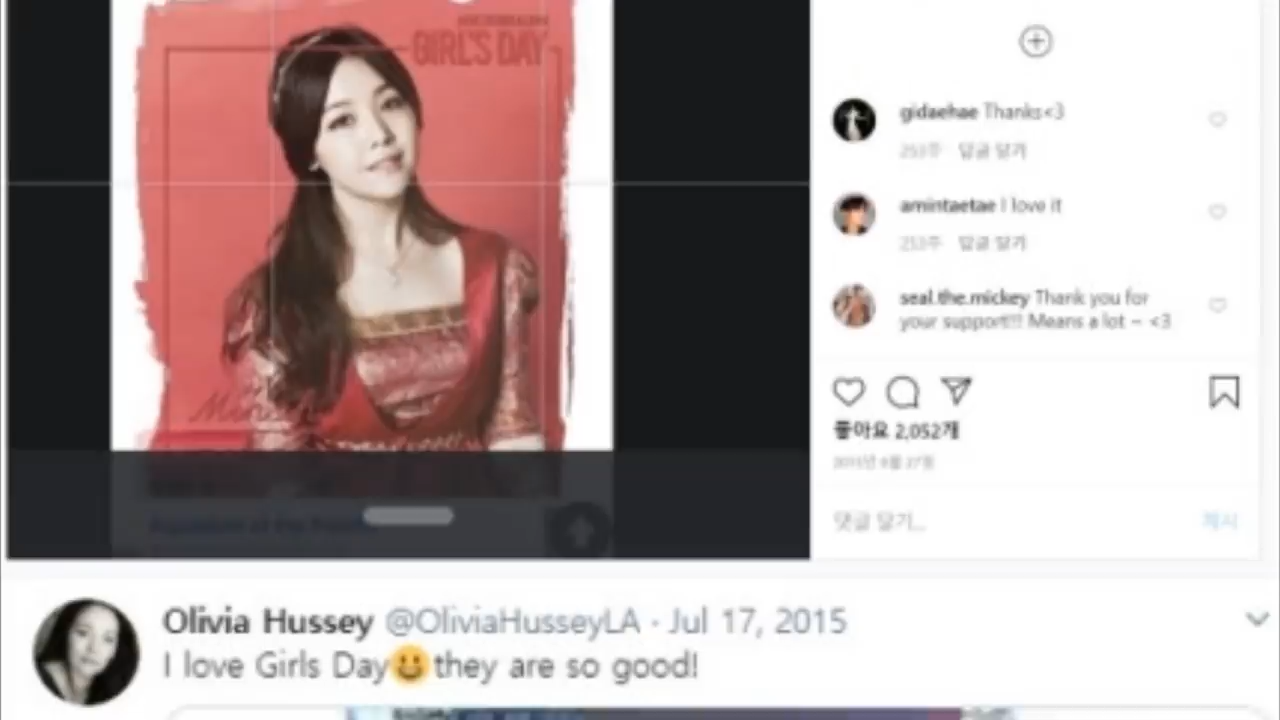 GIRL'S DAY
gidaehae Thanks<3
253주 답글 달기
amintaetae I love it
253주 답글 달기
seal.the.mickey Thank you for
your support!!! Means a lot ~ <3
좋아요 2,052개
댓글 달기...
게시
Olivia Hussey @OliviaHusseyLA · Jul 17, 2015
I love Girls Day😃they are so good!